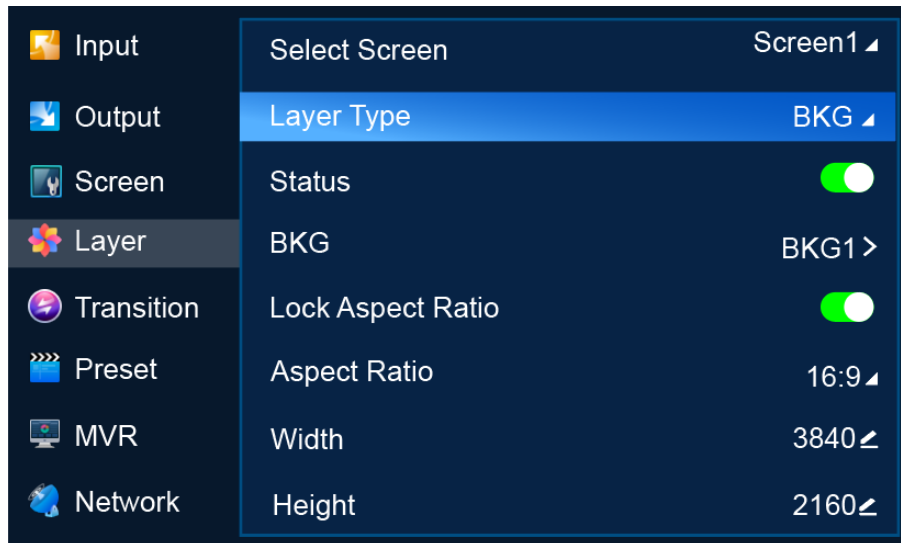 Input
Output
Screen
Layer
Transition
Preset
MVR
Network
Select Screen Screen1
Layer Type BKG
Status
BKG BKG1 >
Lock Aspect Ratio
Aspect Ratio 16:9
Width 3840
Height 2160